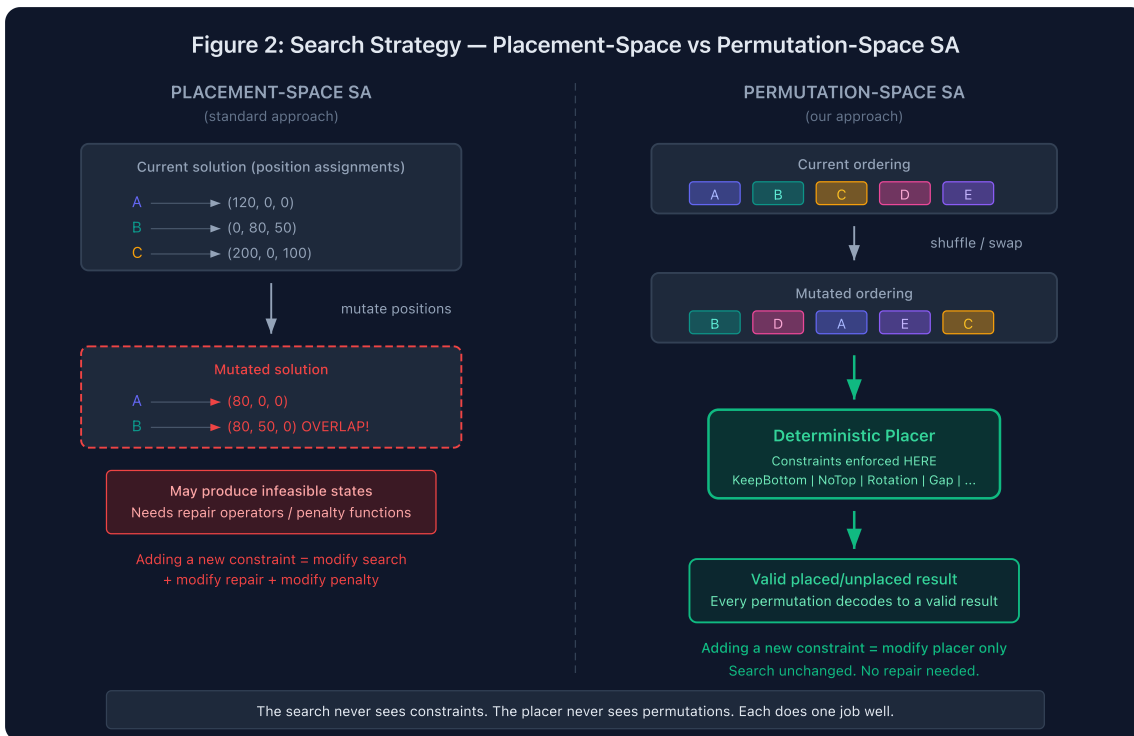 Figure 2: Search Strategy — Placement-Space vs Permutation-Space SA
PLACEMENT-SPACE SA
(standard approach)
Current solution (position assignments)
A (120, 0, 0)
B (0, 80, 50)
C (200, 0, 100)
mutate positions
Mutated solution
A (80, 0, 0)
B (80, 50, 0) OVERLAP!
May produce infeasible states
Needs repair operators / penalty functions
Adding a new constraint = modify search
+ modify repair + modify penalty
PERMUTATION-SPACE SA
(our approach)
Current ordering
A B C D E
shuffle / swap
Mutated ordering
B D A E C
Deterministic Placer
Constraints enforced HERE
KeepBottom | NoTop | Rotation | Gap | ...
Valid placed/unplaced result
Every permutation decodes to a valid result
Adding a new constraint = modify placer only
Search unchanged. No repair needed.
The search never sees constraints. The placer never sees permutations. Each does one job well.